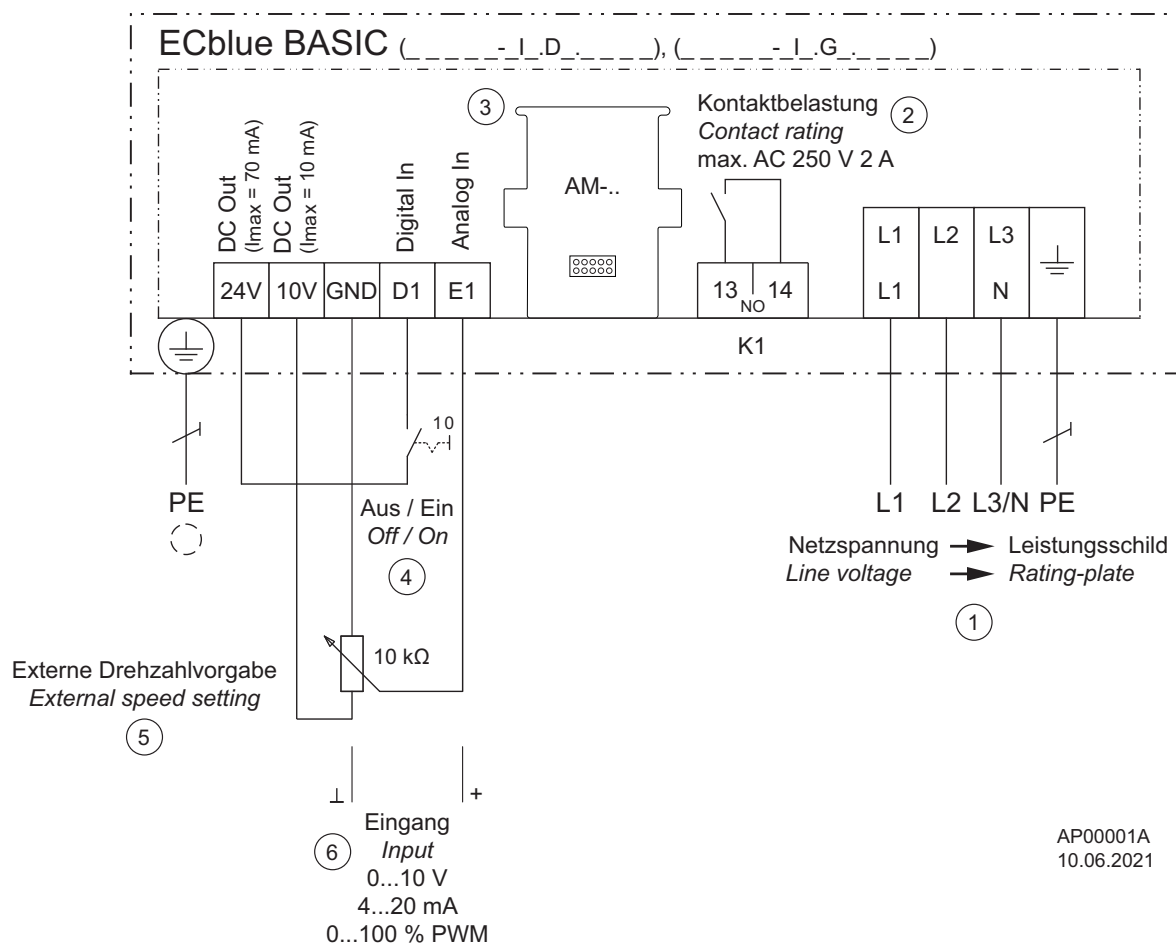 ECblue BASIC (_ _ _ _ _-_I_.D_._ _ _ _), (_ _ _ _ _-_I_.G_._ _ _ _)
3
Kontaktbelastung
Contact rating
max. AC 250 V 2 A
2
DC Out
(Imax = 70 mA)
DC Out
(Imax = 10 mA)
Digital In
Analog In
AM-..
24V 10V GND D1 E1
13 14
NO
K1
L1 L2 L3
L1 N
10
PE
Aus / Ein
Off / On
4
L1 L2 L3/N PE
Netzspannung Leistungsschild
Line voltage Rating-plate
1
10 kΩ
Externe Drehzahlvorgabe
External speed setting
5
⊥ +
6
Eingang
Input
0...10 V
4...20 mA
0...100 % PWM
AP00001A
10.06.2021